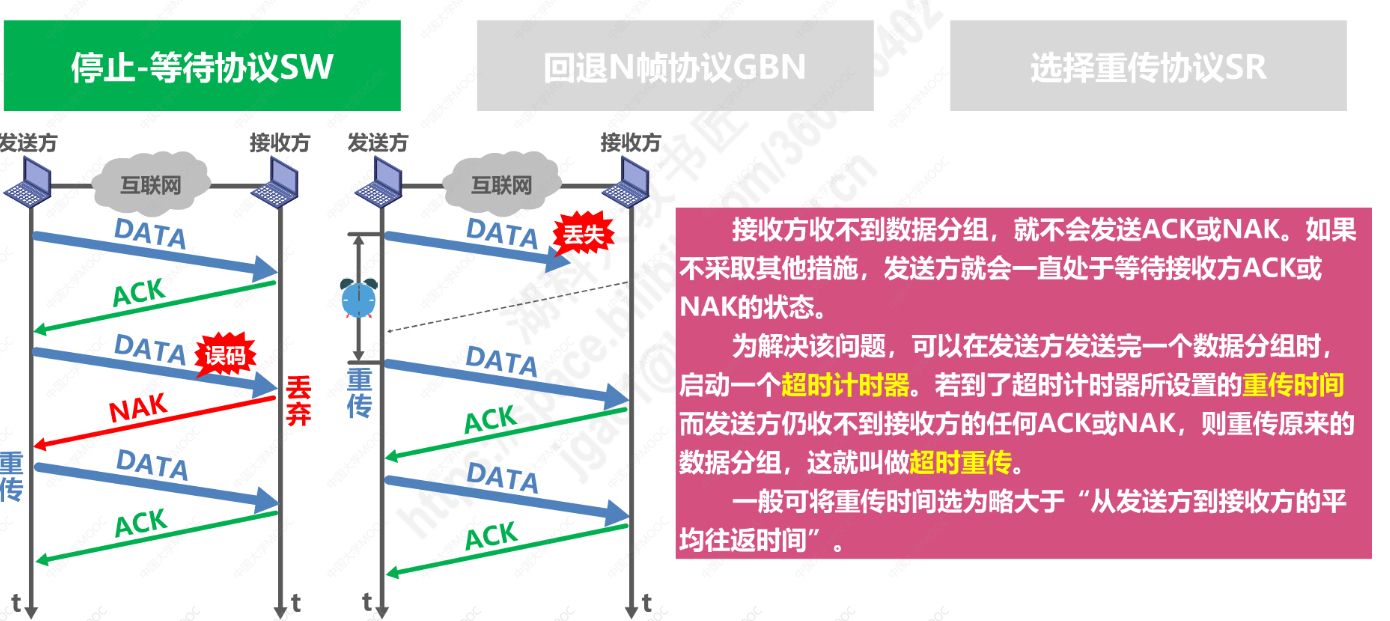 停止-等待协议SW
回退N帧协议GBN
选择重传协议SR
发送方
接收方
互联网
DATA
ACK
DATA
误码
NAK
丢弃
重传
DATA
ACK
t
t
发送方
接收方
互联网
DATA
丢失
重传
DATA
ACK
DATA
ACK
t
t
接收方收不到数据分组，就不会发送ACK或NAK。如果
不采取其他措施，发送方就会一直处于等待接收方ACK或
NAK的状态。
为解决该问题，可以在发送方发送完一个数据分组时，
启动一个超时计时器。若到了超时计时器所设置的重传时间
而发送方仍收不到接收方的任何ACK或NAK，则重传原来的
数据分组，这就叫做超时重传。
一般可将重传时间选为略大于“从发送方到接收方的平
均往返时间”。
中国大学MOOC